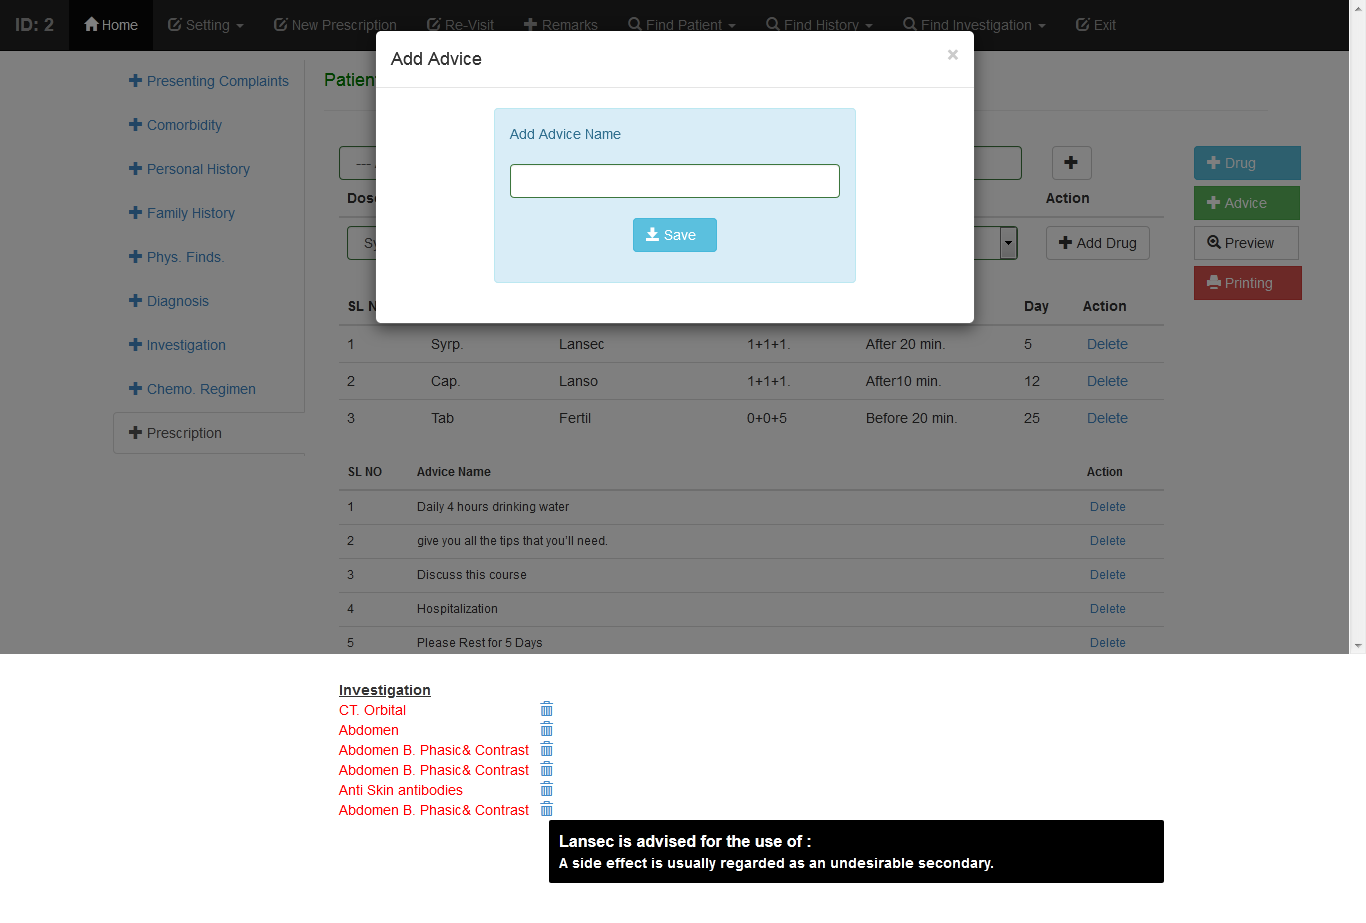 ID: 2 Home Setting New Prescription Re-Visit Remarks Find Patient Find History Find Investigation Exit
Add Advice ×
Presenting Complaints
Comorbidity
Personal History
Family History
Phys. Finds.
Diagnosis
Investigation
Chemo. Regimen
Prescription
Patien
Add Advice Name
Save
---
Dose
Action
Sy
Add Drug
Drug
Advice
Preview
Printing
SL N Day Action
1 Syrp. Lansec 1+1+1. After 20 min. 5 Delete
2 Cap. Lanso 1+1+1. After10 min. 12 Delete
3 Tab Fertil 0+0+5 Before 20 min. 25 Delete
SL NO Advice Name Action
1 Daily 4 hours drinking water Delete
2 give you all the tips that you'll need. Delete
3 Discuss this course Delete
4 Hospitalization Delete
5 Please Rest for 5 Days Delete
Investigation
CT. Orbital
Abdomen
Abdomen B. Phasic& Contrast
Abdomen B. Phasic& Contrast
Anti Skin antibodies
Abdomen B. Phasic& Contrast
Lansec is advised for the use of :
A side effect is usually regarded as an undesirable secondary.